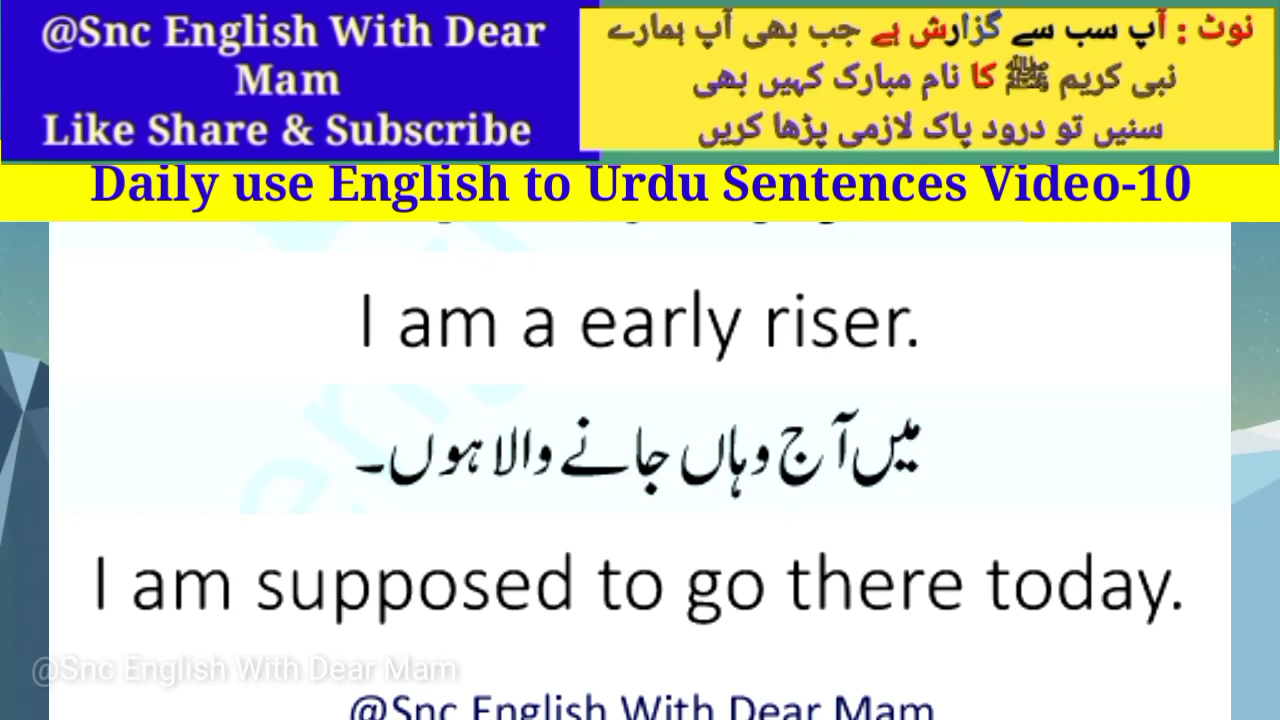 @Snc English With Dear
Mam
Like Share & Subscribe
نوٹ : آپ سب سے گزارش ہے جب بھی آپ ہمارے
نبی کریم ﷺ کا نام مبارک کہیں بھی
سنیں تو درود پاک لازمی پڑھا کریں
Daily use English to Urdu Sentences Video-10
I am a early riser.
میں آج وہاں جانے والا ہوں۔
I am supposed to go there today.
@Snc English With Dear Mam
@Snc English With Dear Mam